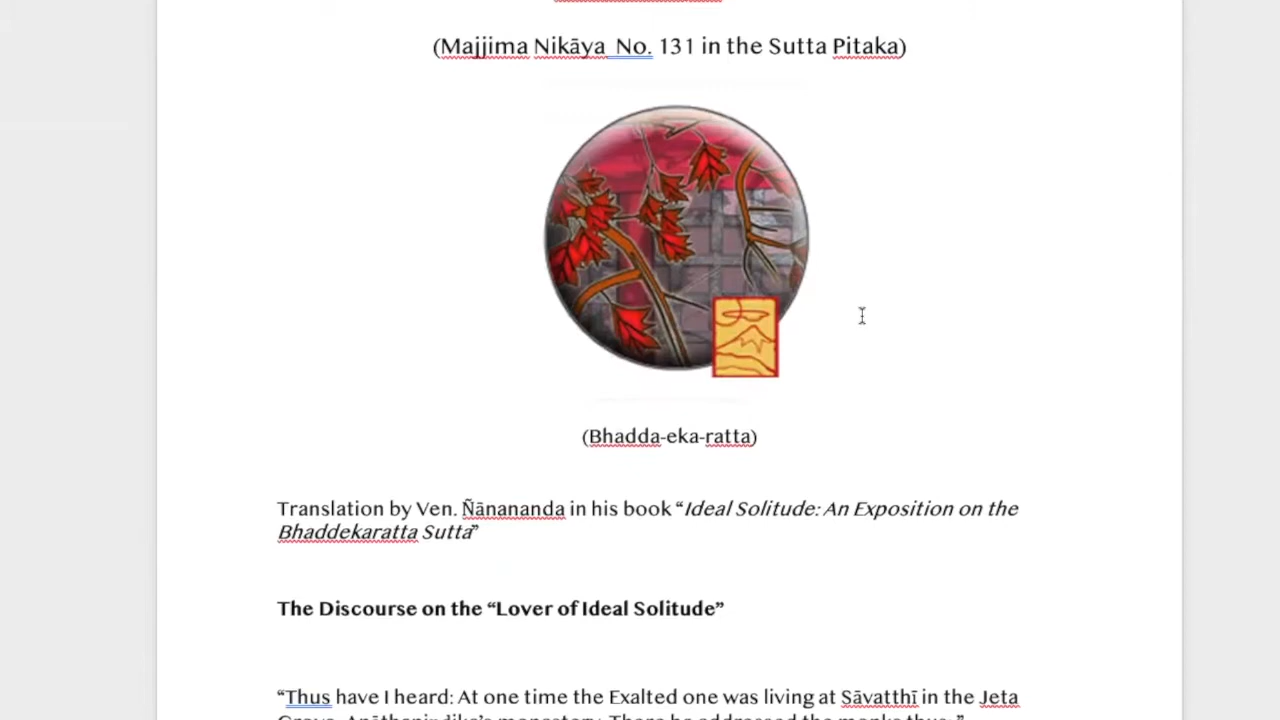 (Majjima Nikāya No. 131 in the Sutta Pitaka)
(Bhadda-eka-ratta)
Translation by Ven. Ñānananda in his book “Ideal Solitude: An Exposition on the
Bhaddekaratta Sutta”
The Discourse on the “Lover of Ideal Solitude”
“Thus have I heard: At one time the Exalted one was living at Sāvatthī in the Jeta